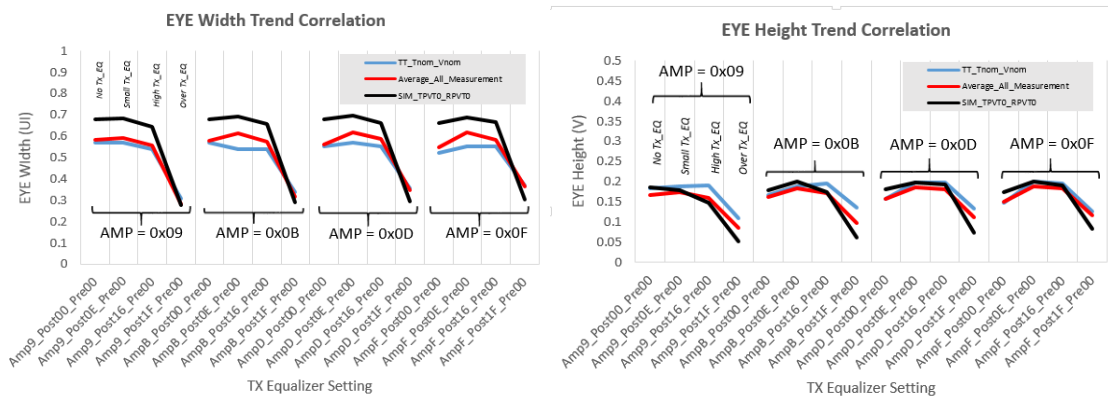 EYE Width Trend Correlation
1
0.9
0.8
0.7
0.6
0.5
0.4
0.3
0.2
0.1
0
EYE Width (UI)
No Tx_EQ
Small Tx_EQ
High Tx_EQ
Over Tx_EQ
TT_Tnom_Vnom
Average_All_Measurement
SIM_TPVT0_RPVT0
AMP = 0x09
AMP = 0x0B
AMP = 0x0D
AMP = 0x0F
Amp9_Post00_Pre00
Amp9_Post0E_Pre00
Amp9_Post16_Pre00
Amp9_Post1F_Pre00
AmpB_Post00_Pre00
AmpB_Post0E_Pre00
AmpB_Post16_Pre00
AmpB_Post1F_Pre00
AmpD_Post00_Pre00
AmpD_Post0E_Pre00
AmpD_Post16_Pre00
AmpD_Post1F_Pre00
AmpF_Post00_Pre00
AmpF_Post0E_Pre00
AmpF_Post16_Pre00
AmpF_Post1F_Pre00
TX Equalizer Setting
EYE Height Trend Correlation
0.5
0.45
0.4
0.35
0.3
0.25
0.2
0.15
0.1
0.05
0
EYE Height (V)
AMP = 0x09
No Tx_EQ
Small Tx_EQ
High Tx_EQ
Over Tx_EQ
TT_Tnom_Vnom
Average_All_Measurement
SIM_TPVT0_RPVT0
AMP = 0x0B
AMP = 0x0D
AMP = 0x0F
Amp9_Post00_Pre00
Amp9_Post0E_Pre00
Amp9_Post16_Pre00
Amp9_Post1F_Pre00
AmpB_Post00_Pre00
AmpB_Post0E_Pre00
AmpB_Post16_Pre00
AmpB_Post1F_Pre00
AmpD_Post00_Pre00
AmpD_Post0E_Pre00
AmpD_Post16_Pre00
AmpD_Post1F_Pre00
AmpF_Post00_Pre00
AmpF_Post0E_Pre00
AmpF_Post16_Pre00
AmpF_Post1F_Pre00
TX Equalizer Setting